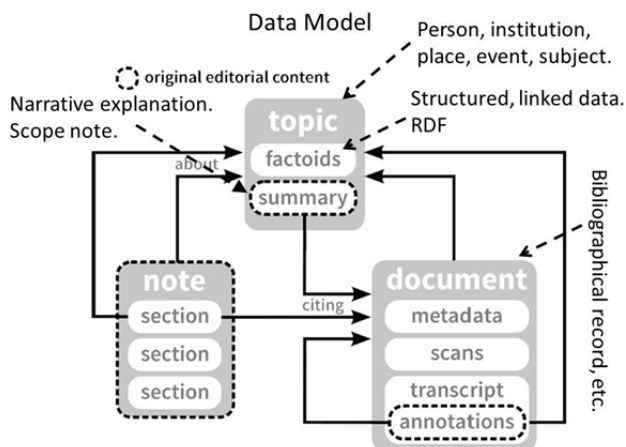 Data Model
Person, institution,
place, event, subject.
original editorial content
Narrative explanation.
Scope note.
topic
Structured, linked data.
RDF
about
factoids
summary
Bibliographical record, etc.
note
section
section
section
citing
document
metadata
scans
transcript
annotations